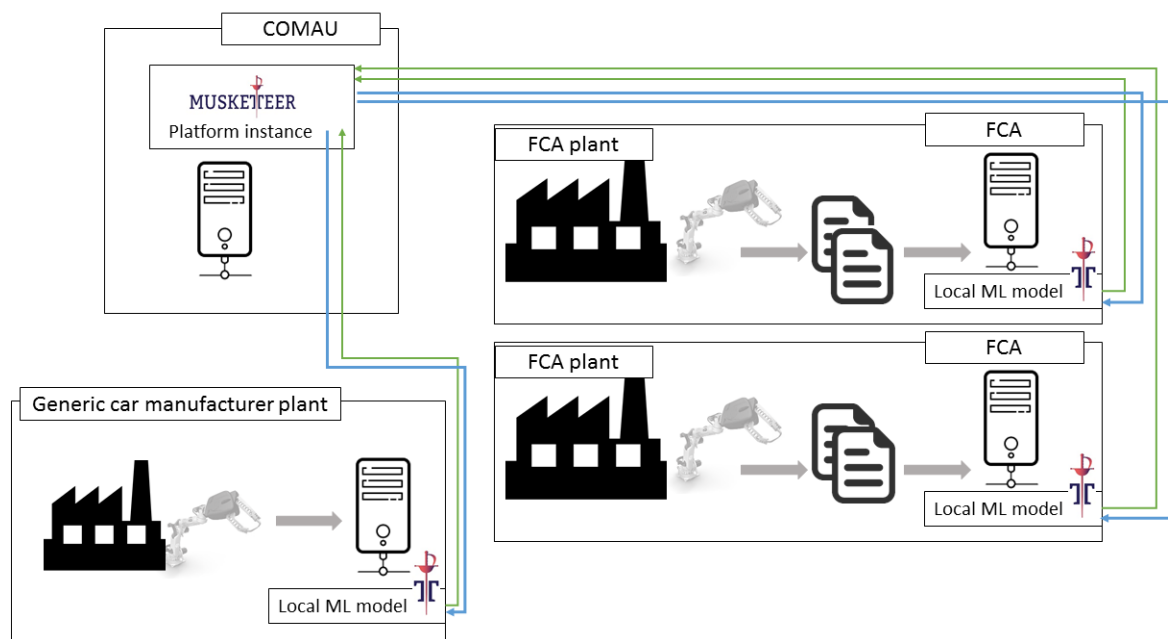 COMAU
MUSKETEER
Platform instance
FCA plant
FCA
Local ML model
FCA plant
FCA
Local ML model
Generic car manufacturer plant
Local ML model